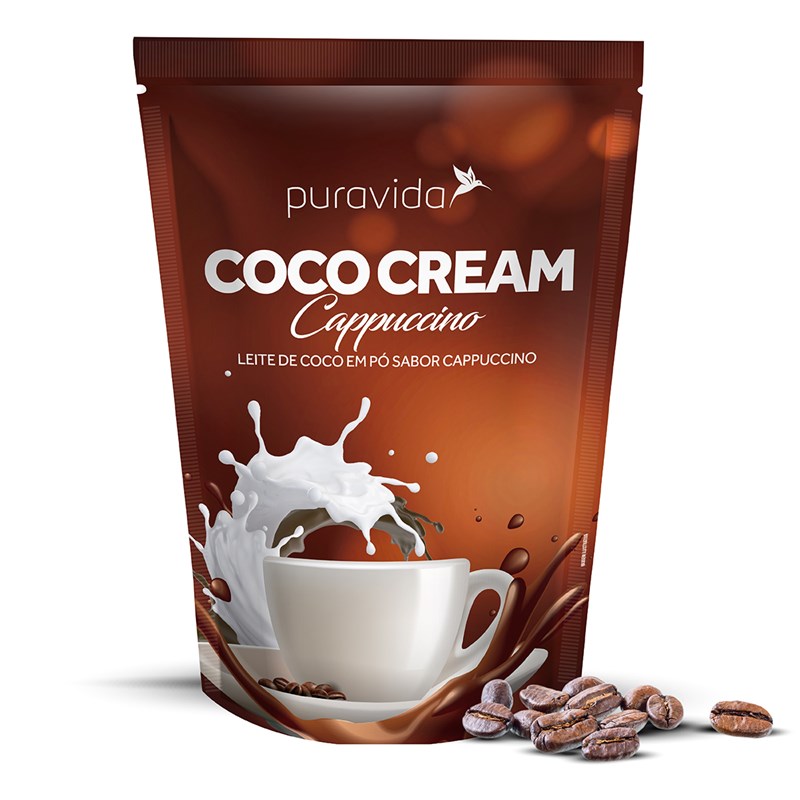 puravida
COCO CREAM
Cappuccino
LEITE DE COCO EM PÓ SABOR CAPPUCCINO